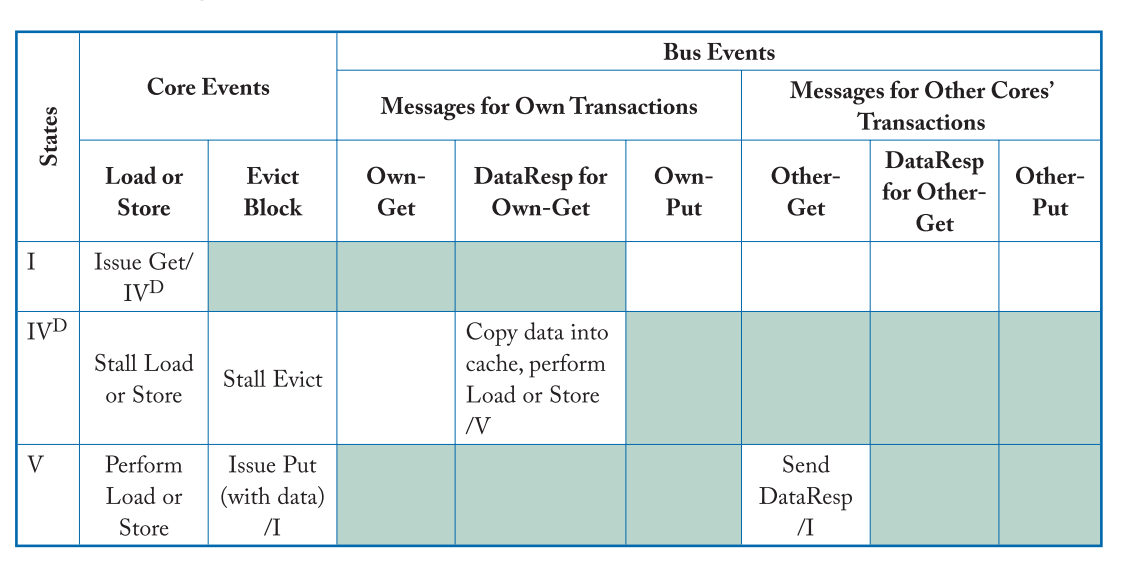 States
Core Events
Bus Events
Messages for Own Transactions
Messages for Other Cores’
Transactions
Load or
Store
Evict
Block
Own-
Get
DataResp for
Own-Get
Own-
Put
Other-
Get
DataResp
for Other-
Get
Other-
Put
I
Issue Get/
IVD
IVD
Stall Load
or Store
Stall Evict
Copy data into
cache, perform
Load or Store
/V
V
Perform
Load or
Store
Issue Put
(with data)
/I
Send
DataResp
/I